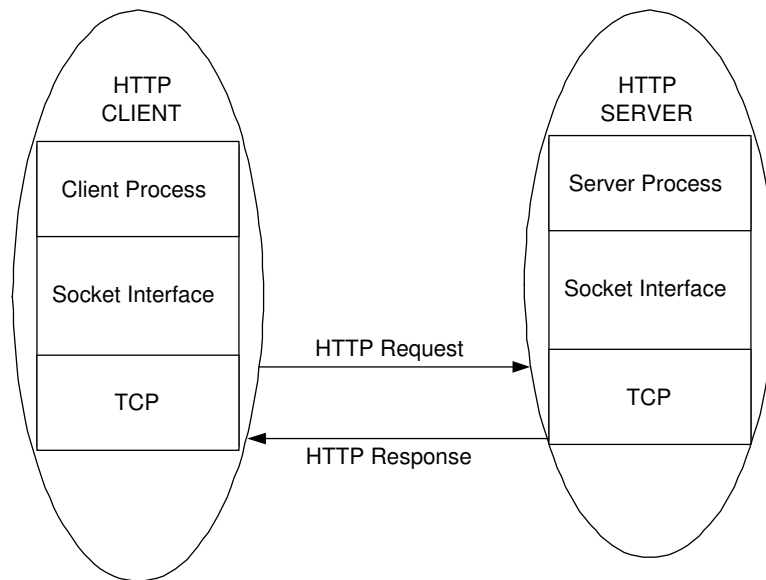 HTTP
CLIENT
Client Process
Socket Interface
TCP
HTTP Request
HTTP Response
HTTP
SERVER
Server Process
Socket Interface
TCP